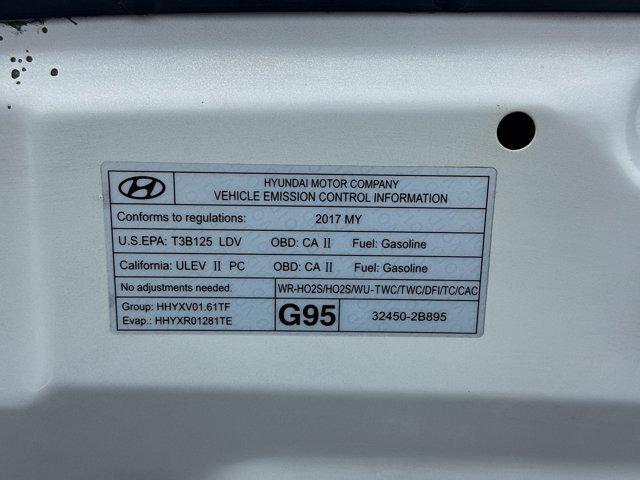 HYUNDAI MOTOR COMPANY
VEHICLE EMISSION CONTROL INFORMATION
Conforms to regulations: 2017 MY
U.S.EPA: T3B125 LDV OBD: CA II Fuel: Gasoline
California: ULEV II PC OBD: CA II Fuel: Gasoline
No adjustments needed. WR-HO2S/HO2S/WU-TWC/TWC/DFI/TC/CAC
Group: HHYXV01.61TF
Evap.: HHYXR01281TE
G95 32450-2B895